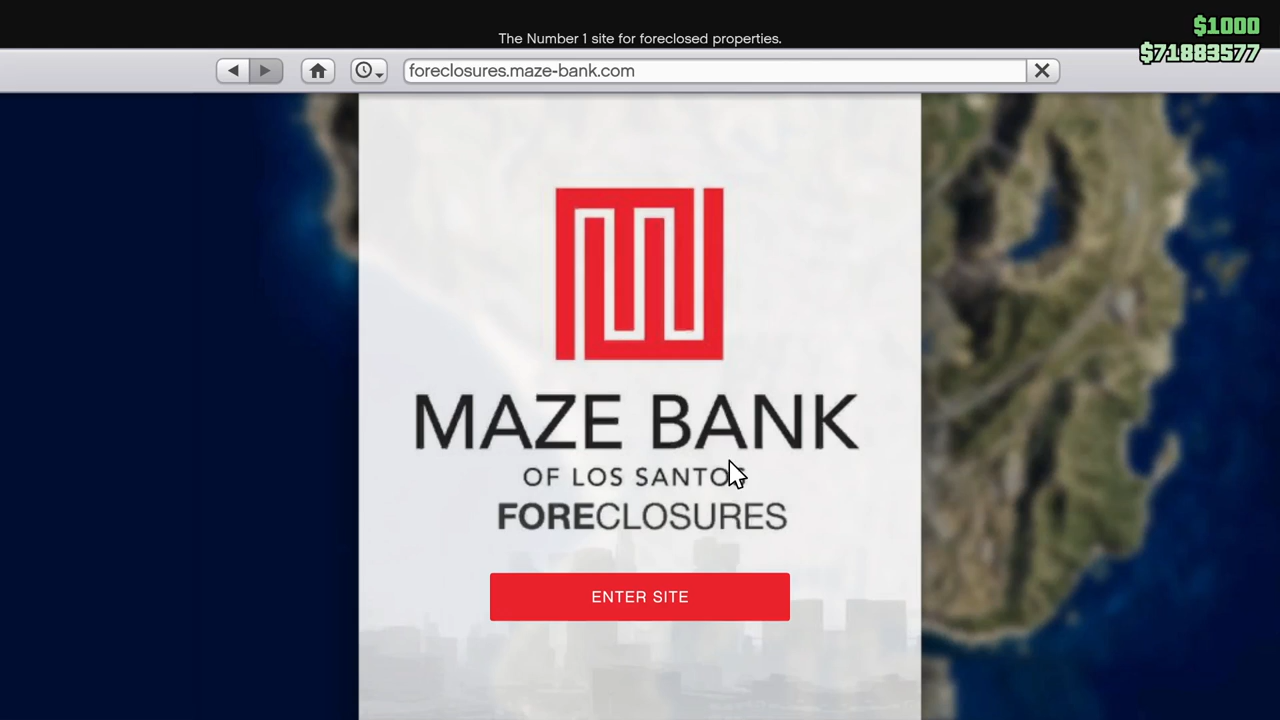 The Number 1 site for foreclosed properties.
$1000
$71883577
foreclosures.maze-bank.com
MAZE BANK
OF LOS SANTOS
FORECLOSURES
ENTER SITE